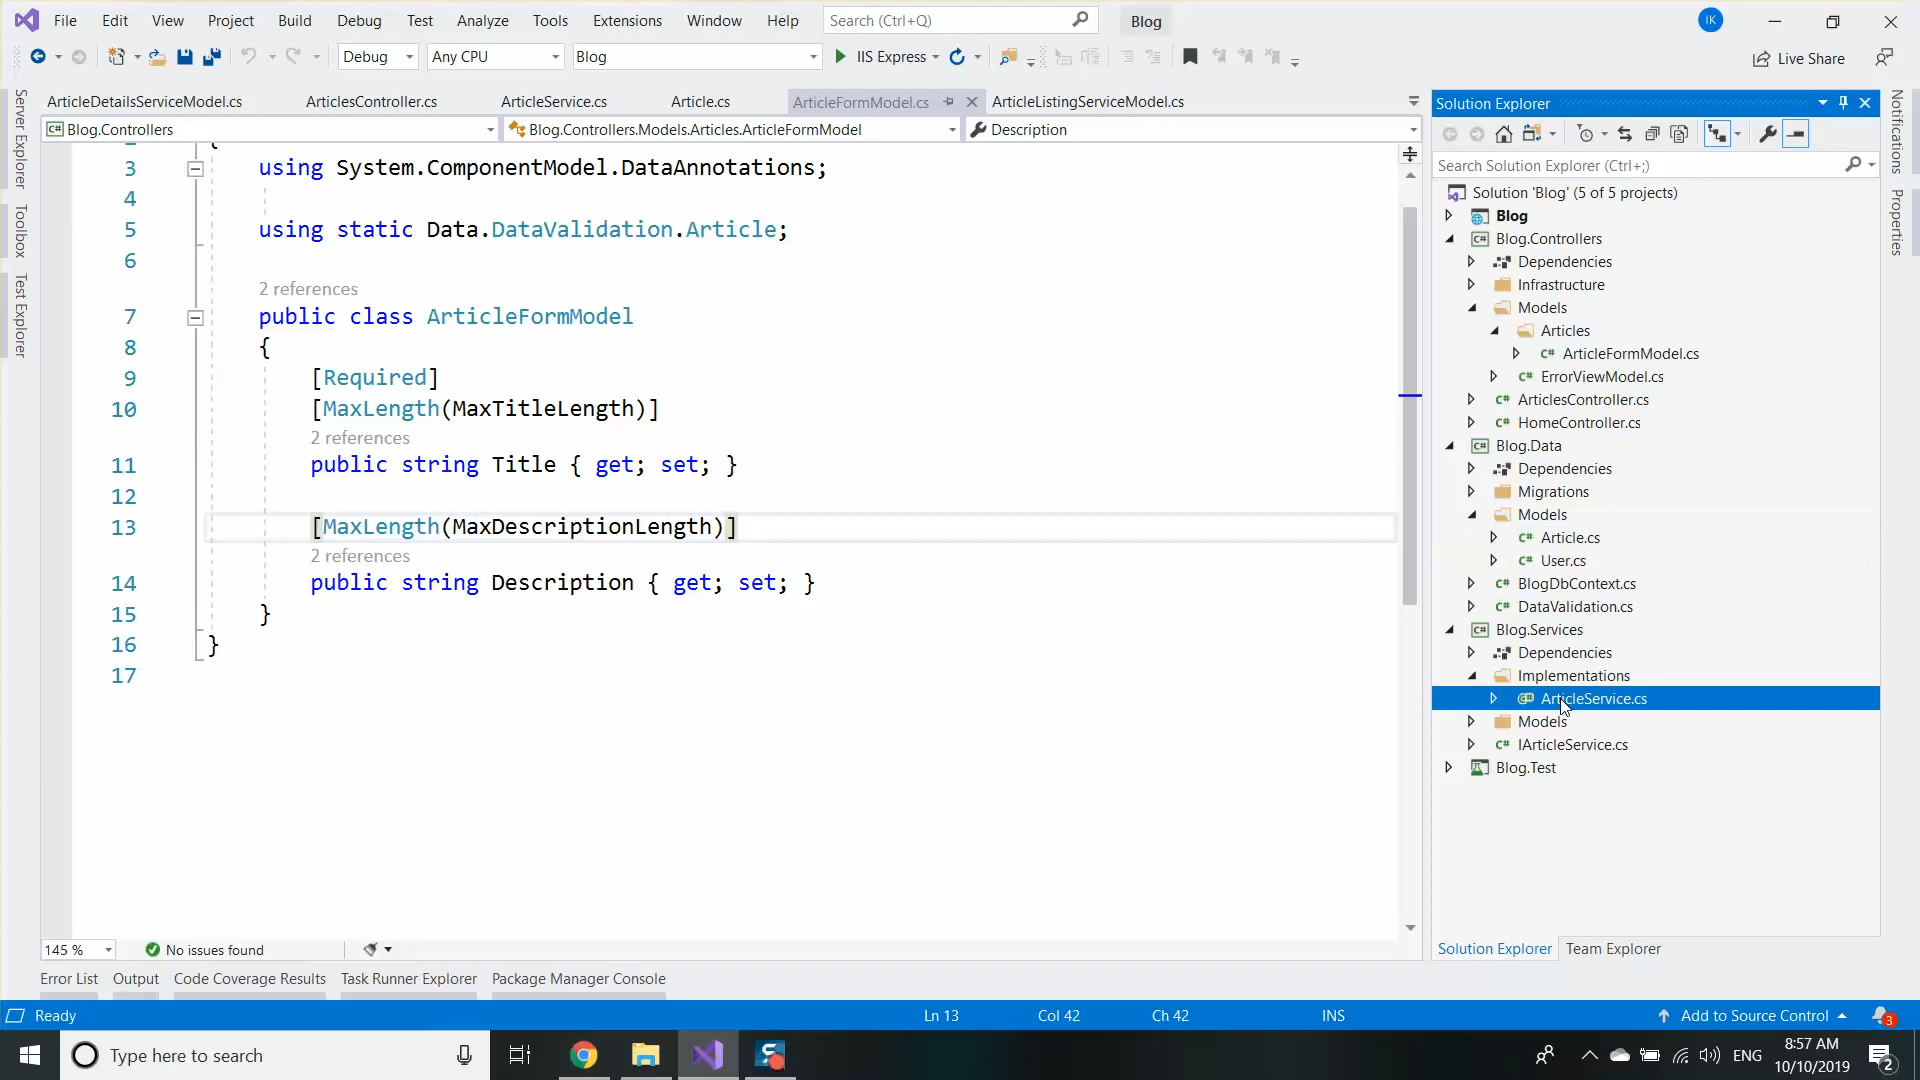 File Edit View Project Build Debug Test Analyze Tools Extensions Window Help Search (Ctrl+Q) Blog IK
Debug Any CPU Blog IIS Express Live Share
ArticleDetailsServiceModel.cs ArticlesController.cs ArticleService.cs Article.cs ArticleFormModel.cs ArticleListingServiceModel.cs
Blog.Controllers Blog.Controllers.Models.Articles.ArticleFormModel Description
Server Explorer
Toolbox
Test Explorer
3 using System.ComponentModel.DataAnnotations;
4
5 using static Data.DataValidation.Article;
6
2 references
7 public class ArticleFormModel
8 {
9 [Required]
10 [MaxLength(MaxTitleLength)]
2 references
11 public string Title { get; set; }
12
13 [MaxLength(MaxDescriptionLength)]
2 references
14 public string Description { get; set; }
15 }
16 }
17
145 % No issues found
Solution Explorer
Search Solution Explorer (Ctrl+;)
Solution 'Blog' (5 of 5 projects)
Blog
Blog.Controllers
Dependencies
Infrastructure
Models
Articles
ArticleFormModel.cs
ErrorViewModel.cs
ArticlesController.cs
HomeController.cs
Blog.Data
Dependencies
Migrations
Models
Article.cs
User.cs
BlogDbContext.cs
DataValidation.cs
Blog.Services
Dependencies
Implementations
ArticleService.cs
Models
IArticleService.cs
Blog.Test
Solution Explorer Team Explorer
Notifications
Properties
Error List Output Code Coverage Results Task Runner Explorer Package Manager Console
Ready Ln 13 Col 42 Ch 42 INS Add to Source Control 3
Type here to search ENG 8:57 AM
10/10/2019 2